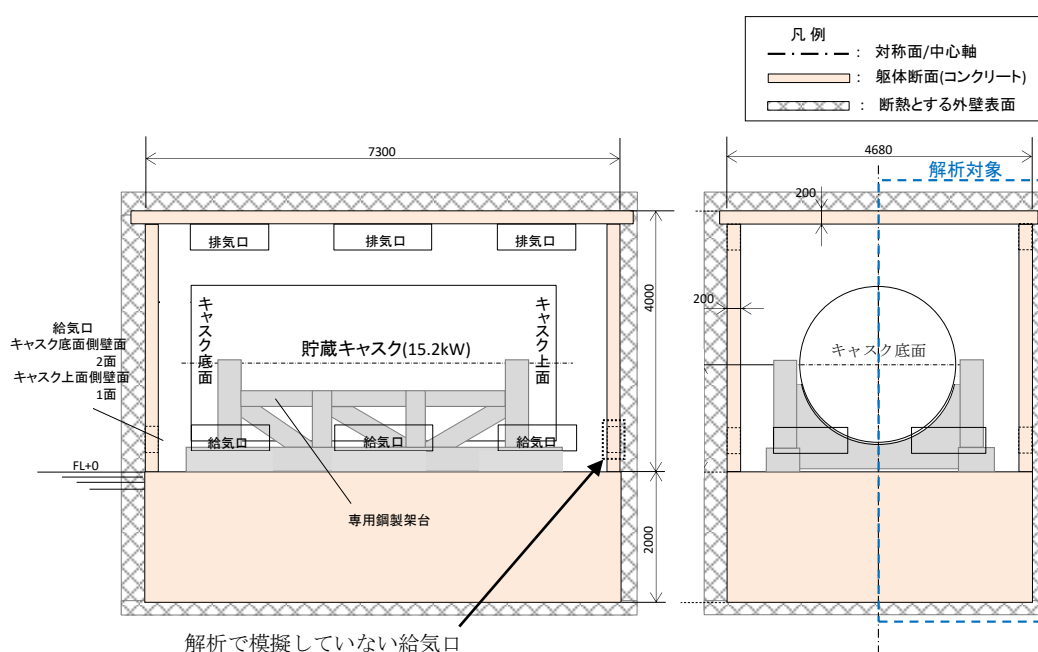 凡 例
： 対称面/中心軸
： 躯体断面(コンクリート)
： 断熱とする外壁表面
7300
4680
解析対象
200
排気口
排気口
排気口
4000
200
キャスク底面
キャスク上面
給気口
キャスク底面側壁面
2面
キャスク上面側壁面
1面
貯蔵キャスク(15.2kW)
キャスク底面
給気口
給気口
給気口
FL+0
専用鋼製架台
2000
解析で模擬していない給気口